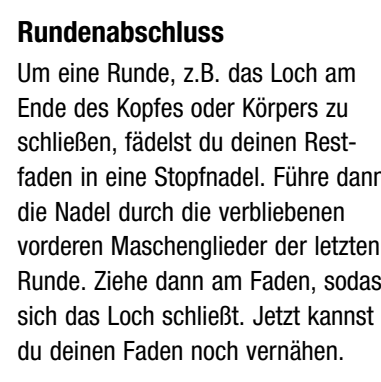 Rundenabschluss
Um eine Runde, z.B. das Loch am
Ende des Kopfes oder Körpers zu
schließen, fädelst du deinen Rest-
faden in eine Stopfnadel. Führe dann
die Nadel durch die verbliebenen
vorderen Maschenglieder der letzten
Runde. Ziehe dann am Faden, sodas
sich das Loch schließt. Jetzt kannst
du deinen Faden noch vernähen.